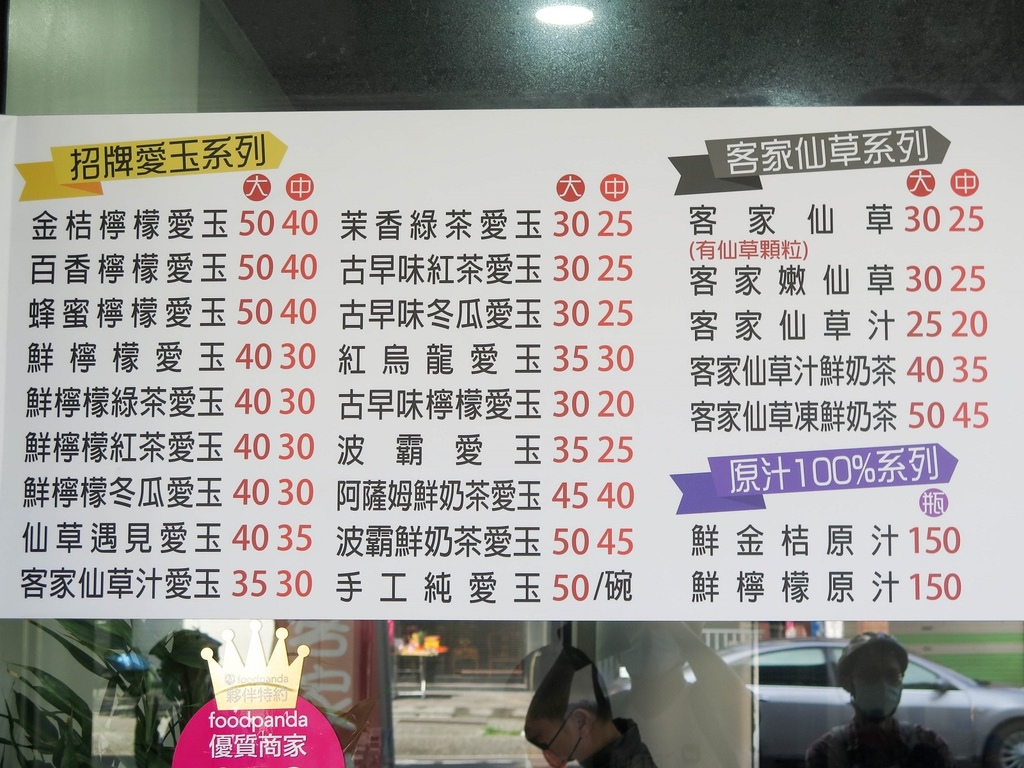 招牌愛玉系列
大 中
金桔檸檬愛玉 50 40
百香檸檬愛玉 50 40
蜂蜜檸檬愛玉 50 40
鮮檸檬愛玉 40 30
鮮檸檬綠茶愛玉 40 30
鮮檸檬紅茶愛玉 40 30
鮮檸檬冬瓜愛玉 40 30
仙草遇見愛玉 40 35
客家仙草汁愛玉 35 30
大 中
茉香綠茶愛玉 30 25
古早味紅茶愛玉 30 25
古早味冬瓜愛玉 30 25
紅烏龍愛玉 35 30
古早味檸檬愛玉 30 20
波霸愛玉 35 25
阿薩姆鮮奶茶愛玉 45 40
波霸鮮奶茶愛玉 50 45
手工純愛玉 50/碗
客家仙草系列
大 中
客家仙草 30 25
(有仙草顆粒)
客家嫩仙草 30 25
客家仙草汁 25 20
客家仙草汁鮮奶茶 40 35
客家仙草凍鮮奶茶 50 45
原汁100%系列
瓶
鮮金桔原汁 150
鮮檸檬原汁 150
foodpanda
夥伴特約
foodpanda
優質商家